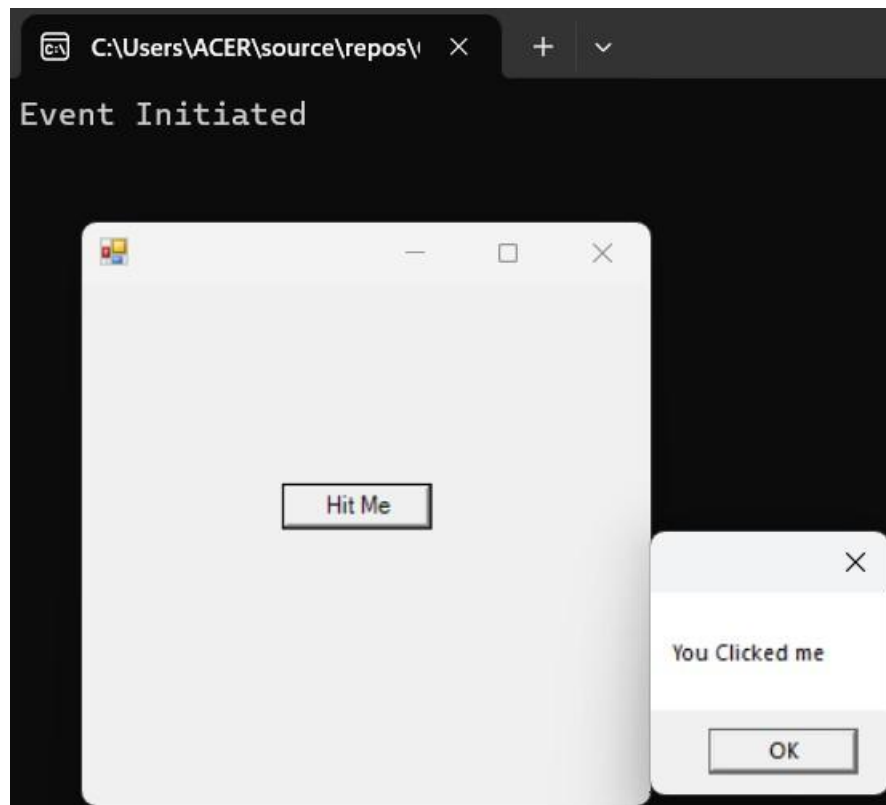 C:\Users\ACER\source\repos\
Event Initiated
Hit Me
You Clicked me
OK